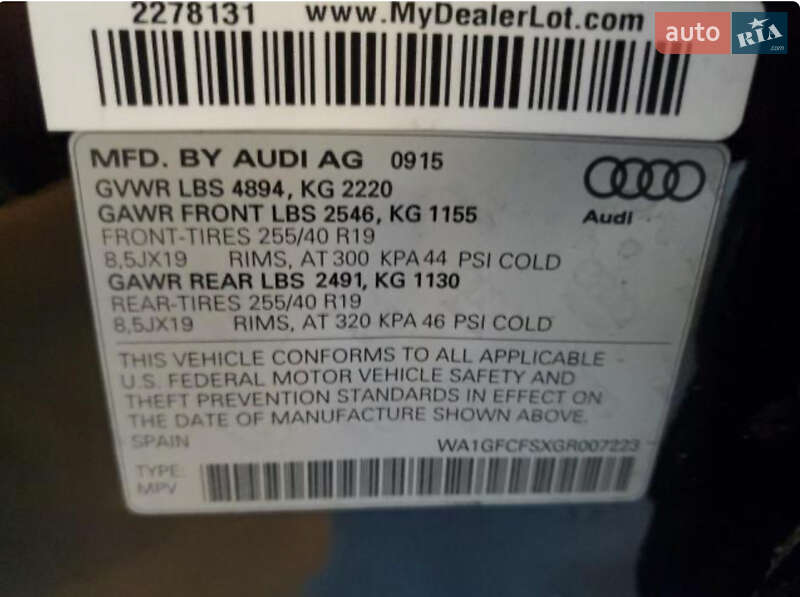 2278131 www.MyDealerLot.com
auto RIA .com
MFD. BY AUDI AG 0915
GVWR LBS 4894, KG 2220
GAWR FRONT LBS 2546, KG 1155
FRONT-TIRES 255/40 R19
8,5JX19 RIMS, AT 300 KPA 44 PSI COLD
GAWR REAR LBS 2491, KG 1130
REAR-TIRES 255/40 R19
8,5JX19 RIMS, AT 320 KPA 46 PSI COLD
Audi
THIS VEHICLE CONFORMS TO ALL APPLICABLE
U.S. FEDERAL MOTOR VEHICLE SAFETY AND
THEFT PREVENTION STANDARDS IN EFFECT ON
THE DATE OF MANUFACTURE SHOWN ABOVE.
SPAIN WA1GFCFSXGR007223
TYPE:
MPV